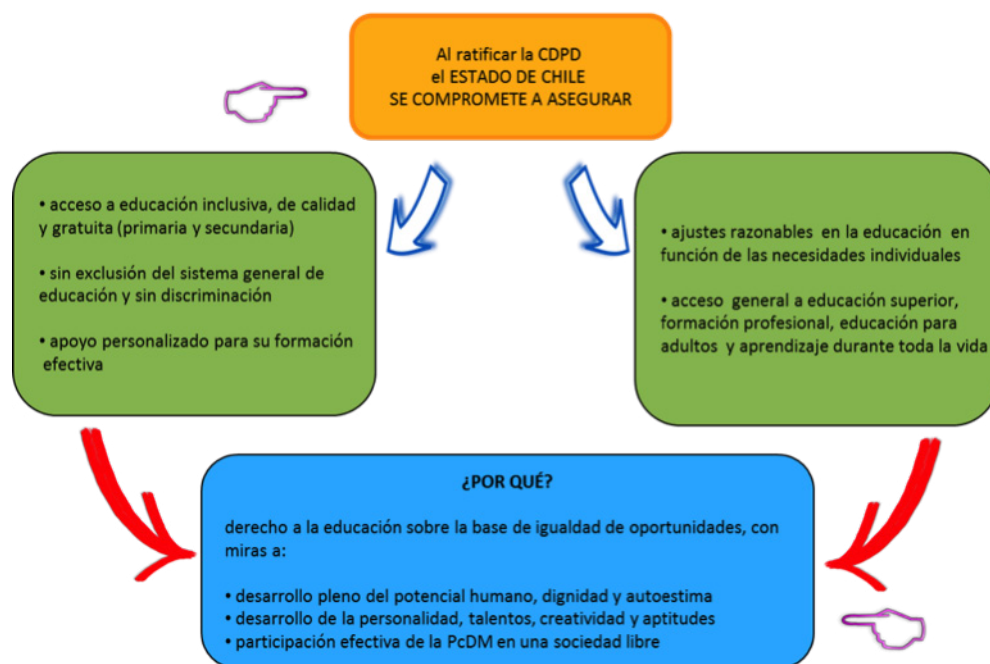 Al ratificar la CDPD
el ESTADO DE CHILE
SE COMPROMETE A ASEGURAR
• acceso a educación inclusiva, de calidad
y gratuita (primaria y secundaria)
• sin exclusión del sistema general de
educación y sin discriminación
• apoyo personalizado para su formación
efectiva
• ajustes razonables en la educación en
función de las necesidades individuales
• acceso general a educación superior,
formación profesional, educación para
adultos y aprendizaje durante toda la vida
¿POR QUÉ?
derecho a la educación sobre la base de igualdad de oportunidades, con
miras a:
• desarrollo pleno del potencial humano, dignidad y autoestima
• desarrollo de la personalidad, talentos, creatividad y aptitudes
• participación efectiva de la PcDM en una sociedad libre